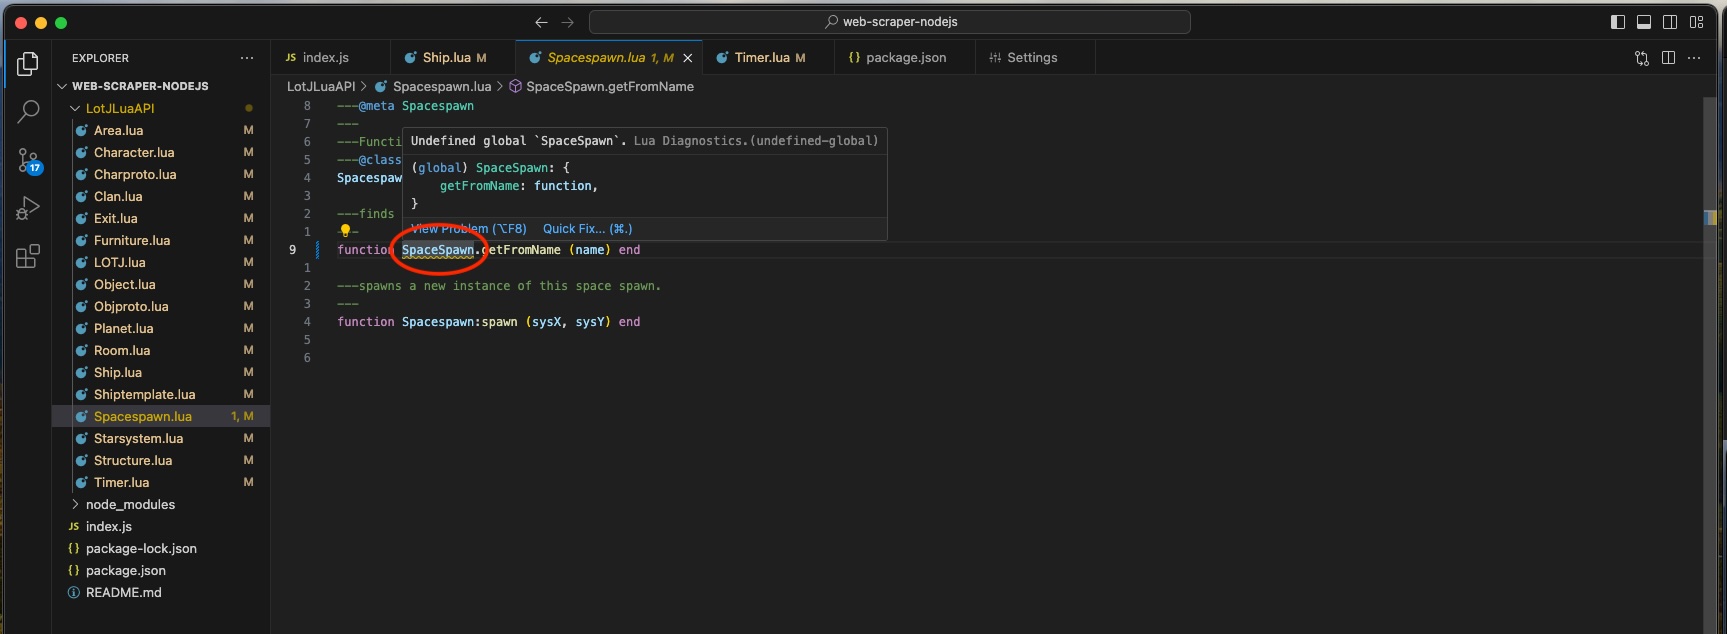 web-scraper-nodejs
EXPLORER
WEB-SCRAPER-NODEJS
LotJLuaAPI
Area.lua M
Character.lua M
Charproto.lua M
Clan.lua M
Exit.lua M
Furniture.lua M
LOTJ.lua M
Object.lua M
Objproto.lua M
Planet.lua M
Room.lua M
Ship.lua M
Shiptemplate.lua M
Spacespawn.lua 1, M
Starsystem.lua M
Structure.lua M
Timer.lua M
node_modules
JS index.js
{} package-lock.json
{} package.json
README.md
17
JS index.js
Ship.lua M
Spacespawn.lua 1, M
Timer.lua M
{} package.json
Settings
LotJLuaAPI > Spacespawn.lua > SpaceSpawn.getFromName
8 ---@meta Spacespawn
7 ---
6 ---Functi
5 ---@class
4 Spacespaw
3
2 ---finds
1
Undefined global `SpaceSpawn`. Lua Diagnostics.(undefined-global)
(global) SpaceSpawn: {
getFromName: function,
}
View Problem (⌥F8) Quick Fix... (⌘.)
9 function SpaceSpawn.getFromName (name) end
1
2 ---spawns a new instance of this space spawn.
3 ---
4 function Spacespawn:spawn (sysX, sysY) end
5
6